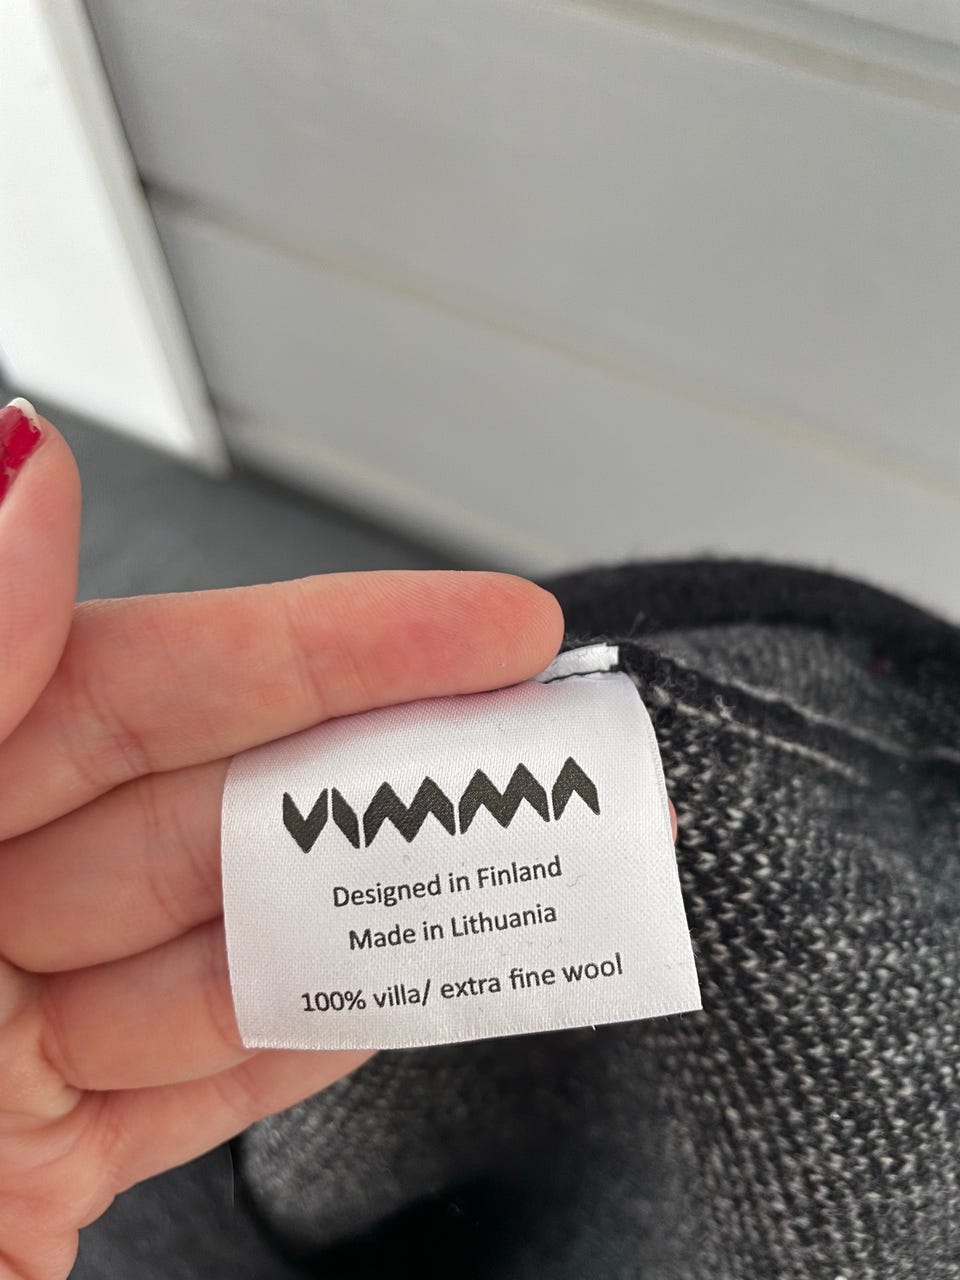 VIMMA
Designed in Finland
Made in Lithuania
100% villa/ extra fine wool